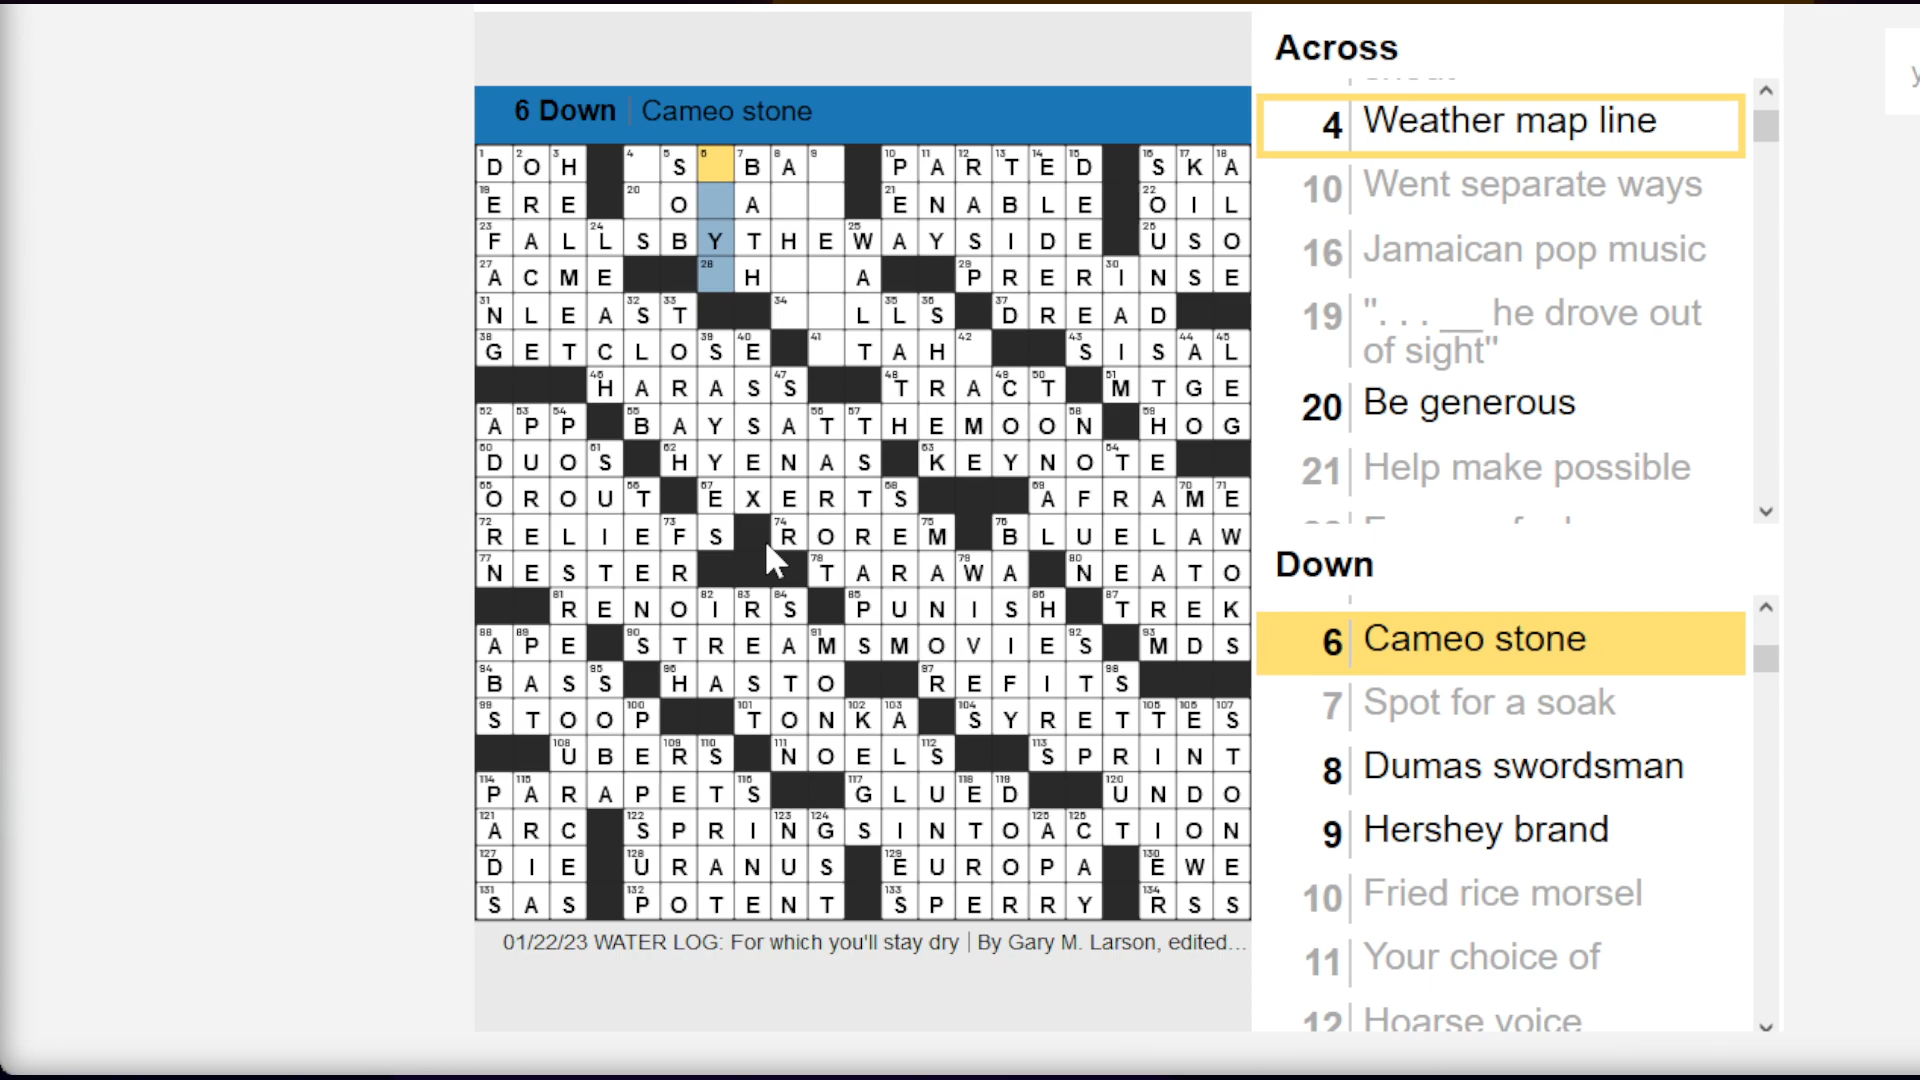 Across
6 Down | Cameo stone
4 Weather map line
10 Went separate ways
16 Jamaican pop music
19 ". . . __ he drove out
of sight"
20 Be generous
21 Help make possible
Down
6 Cameo stone
7 Spot for a soak
8 Dumas swordsman
9 Hershey brand
10 Fried rice morsel
11 Your choice of
12 Hoarse voice
D O H S B A P A R T E D S K A
E R E O A E N A B L E O I L
F A L L S B Y T H E W A Y S I D E U S O
A C M E H A P R E R I N S E
N L E A S T L L S D R E A D
G E T C L O S E T A H S I S A L
H A R A S S T R A C T M T G E
A P P B A Y S A T T H E M O O N H O G
D U O S H Y E N A S K E Y N O T E
O R O U T E X E R T S A F R A M E
R E L I E F S R O R E M B L U E L A W
N E S T E R T A R A W A N E A T O
R E N O I R S P U N I S H T R E K
A P E S T R E A M S M O V I E S M D S
B A S S H A S T O R E F I T S
S T O O P T O N K A S Y R E T T E S
U B E R S N O E L S S P R I N T
P A R A P E T S G L U E D U N D O
A R C S P R I N G S I N T O A C T I O N
D I E U R A N U S E U R O P A E W E
S A S P O T E N T S P E R R Y R S S
01/22/23 WATER LOG: For which you'll stay dry | By Gary M. Larson, edited...